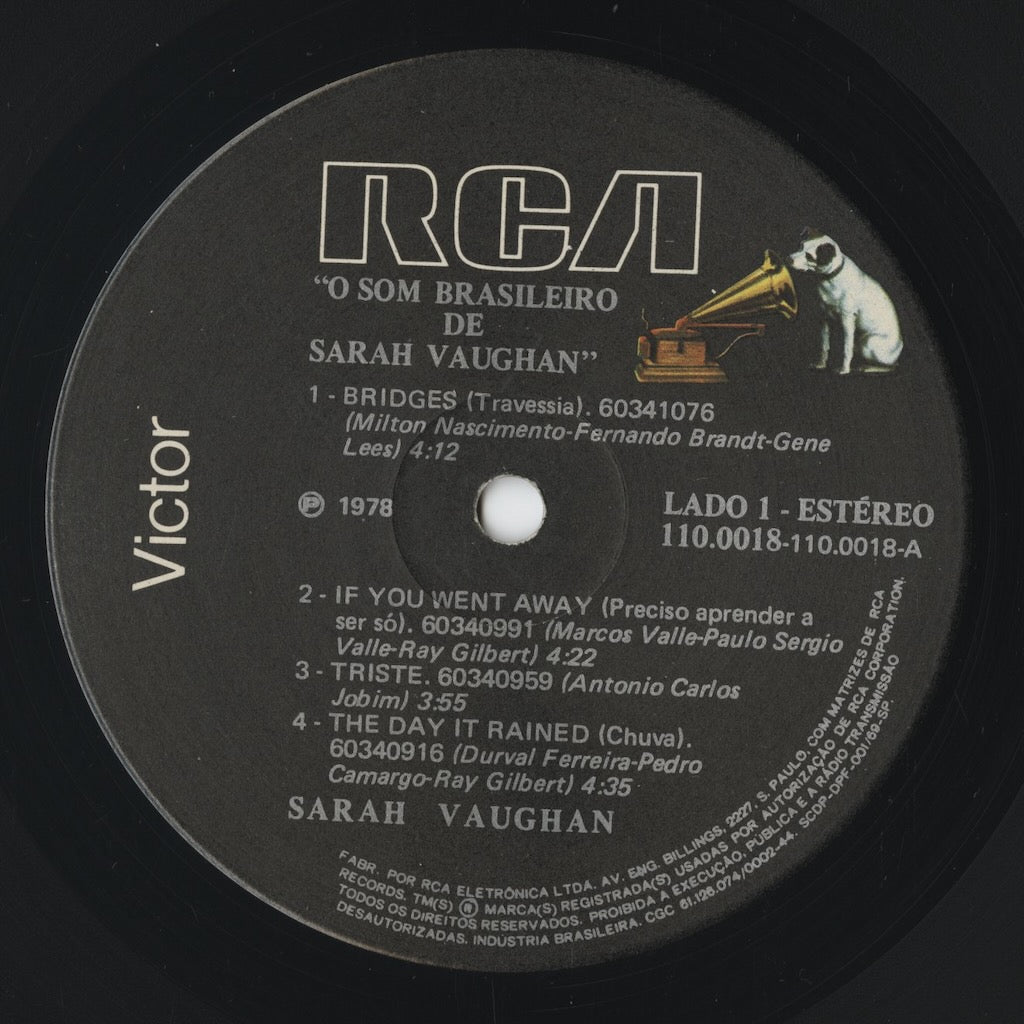 RCA
"O SOM BRASILEIRO
DE
SARAH VAUGHAN"
1 - BRIDGES (Travessia). 60341076
(Milton Nascimento-Fernando Brandt-Gene
Lees) 4:12
Victor
Ⓟ 1978
LADO 1 - ESTÉREO
110.0018-110.0018-A
2 - IF YOU WENT AWAY (Preciso aprender a
ser só). 60340991 (Marcos Valle-Paulo Sergio
Valle-Ray Gilbert) 4:22
3 - TRISTE. 60340959 (Antonio Carlos
Jobim) 3:55
4 - THE DAY IT RAINED (Chuva).
60340916 (Durval Ferreira-Pedro
Camargo-Ray Gilbert) 4:35
SARAH VAUGHAN
FABR. POR RCA ELETRÔNICA LTDA. AV. ENG. BILLINGS, 2227, S. PAULO, COM MATRIZES DE RCA
RECORDS. TM(S) ® MARCA(S) REGISTRADA(S) USADAS POR AUTORIZAÇÃO DE RCA CORPORATION.
TODOS OS DIREITOS RESERVADOS. PROIBIDA A EXECUÇÃO, PÚBLICA E A RÁDIO TRANSMISSÃO
DESAUTORIZADAS. INDÚSTRIA BRASILEIRA. CGC 61.126.074/0002-44. SCDP-DPF-001/69-SP.